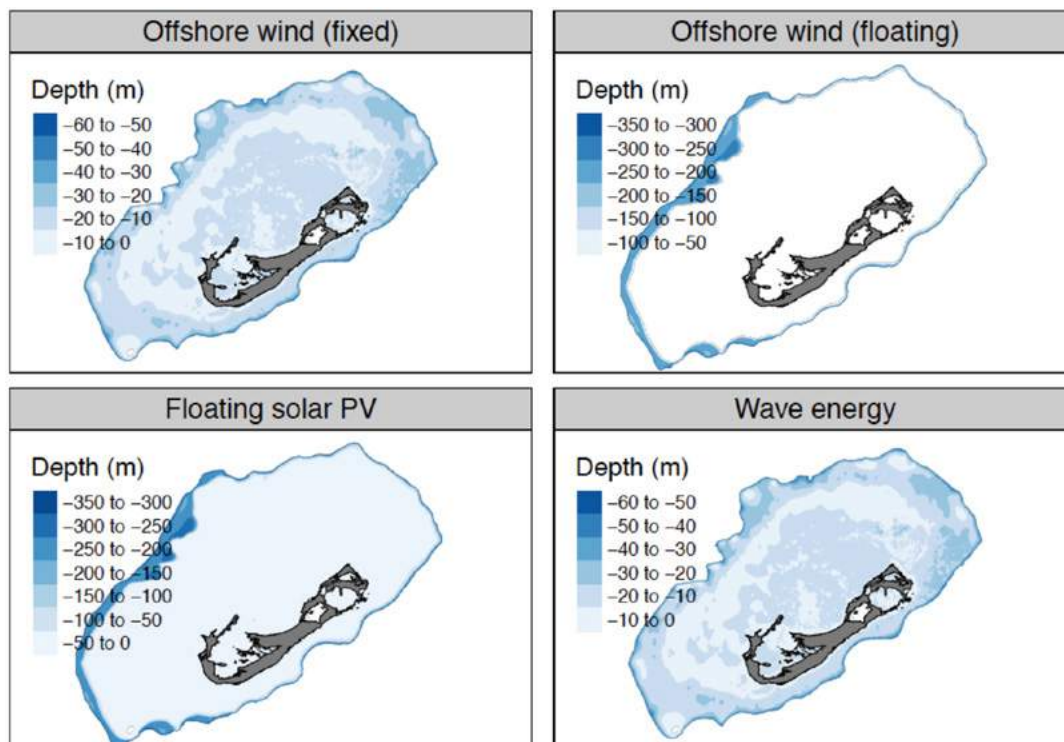 Offshore wind (fixed)
Depth (m)
−60 to −50
−50 to −40
−40 to −30
−30 to −20
−20 to −10
−10 to 0
Offshore wind (floating)
Depth (m)
−350 to −300
−300 to −250
−250 to −200
−200 to −150
−150 to −100
−100 to −50
Floating solar PV
Depth (m)
−350 to −300
−300 to −250
−250 to −200
−200 to −150
−150 to −100
−100 to −50
−50 to 0
Wave energy
Depth (m)
−60 to −50
−50 to −40
−40 to −30
−30 to −20
−20 to −10
−10 to 0